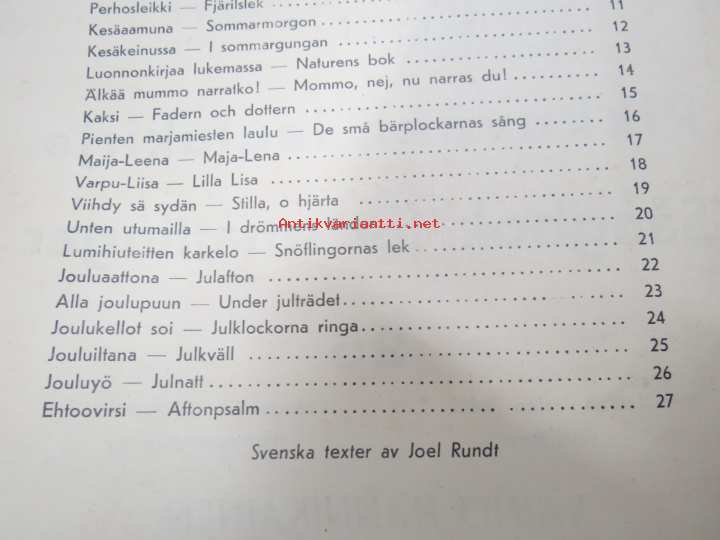 Perhosleikki — Fjärilslek 11
Kesäaamuna — Sommarmorgon 12
Kesäkeinussa — I sommargungan 13
Luonnonkirjaa lukemassa — Naturens bok 14
Älkää mummo narratko! — Mommo, nej, nu narras du! 15
Kaksi — Fadern och dottern 16
Pienten marjamiesten laulu — De små bärplockarnas sång 17
Maija-Leena — Maja-Lena 18
Varpu-Liisa — Lilla Lisa 19
Viihdy sä sydän — Stilla, o hjärta 20
Unten utumailla — I drömmens land 21
Antikvariaatti.net
Lumihiuteitten karkelo — Snöflingornas lek 22
Jouluaattona — Julafton 23
Alla joulupuun — Under julträdet 24
Joulukellot soi — Julklockorna ringa 25
Jouluiltana — Julkväll 26
Jouluyö — Julnatt 27
Ehtoovirsi — Aftonpsalm
Svenska texter av Joel Rundt